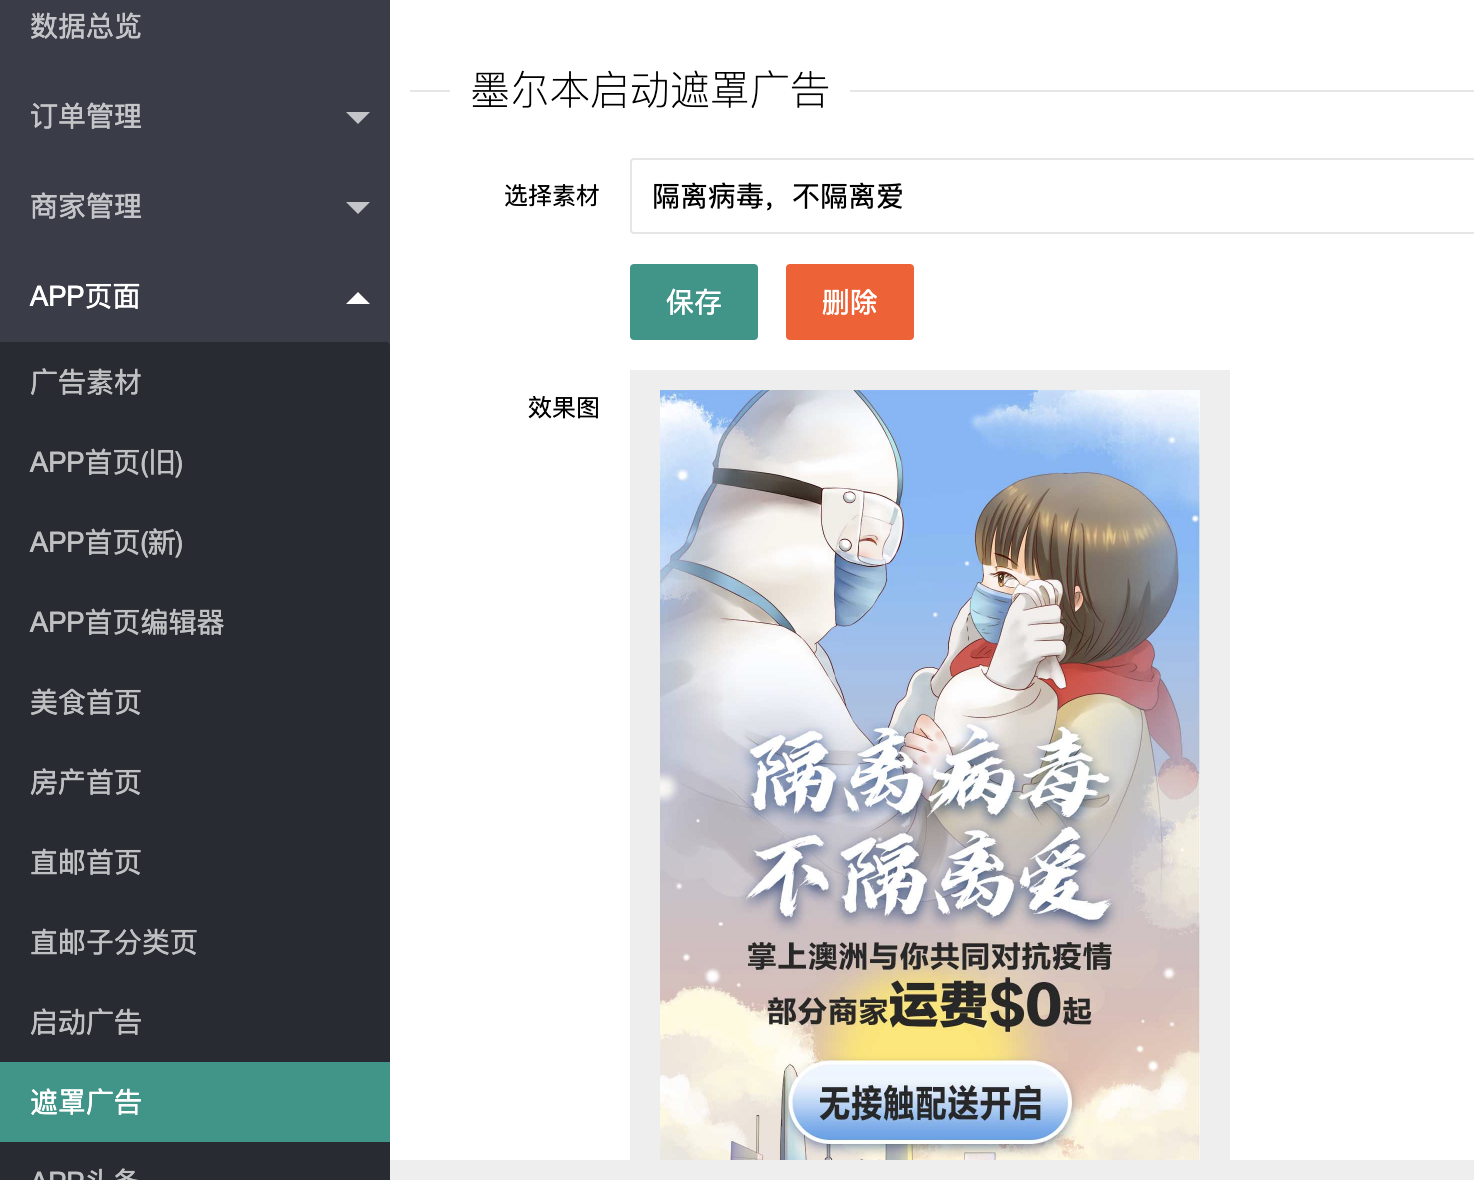 数据总览
订单管理
商家管理
APP页面
广告素材
APP首页(旧)
APP首页(新)
APP首页编辑器
美食首页
房产首页
直邮首页
直邮子分类页
启动广告
遮罩广告
APP头条
墨尔本启动遮罩广告
选择素材
隔离病毒，不隔离爱
保存 删除
效果图
隔离病毒
不隔离爱
掌上澳洲与你共同对抗疫情
部分商家运费$0起
无接触配送开启